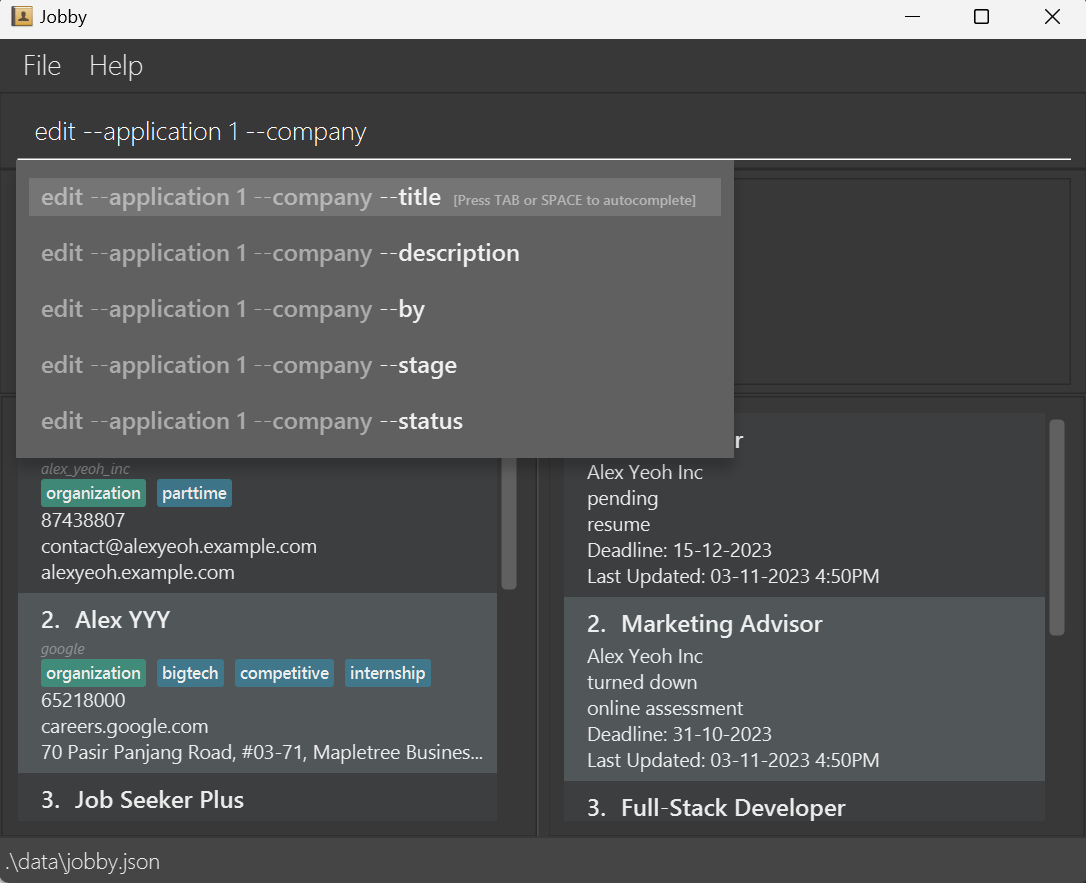 Jobby
File Help
edit --application 1 --company
edit --application 1 --company --title [Press TAB or SPACE to autocomplete]
edit --application 1 --company --description
edit --application 1 --company --by
edit --application 1 --company --stage
edit --application 1 --company --status
alex_yeoh_inc
organization parttime
87438807
contact@alexyeoh.example.com
alexyeoh.example.com
2. Alex YYY
google
organization bigtech competitive internship
65218000
careers.google.com
70 Pasir Panjang Road, #03-71, Mapletree Busines...
3. Job Seeker Plus
r
Alex Yeoh Inc
pending
resume
Deadline: 15-12-2023
Last Updated: 03-11-2023 4:50PM
2. Marketing Advisor
Alex Yeoh Inc
turned down
online assessment
Deadline: 31-10-2023
Last Updated: 03-11-2023 4:50PM
3. Full-Stack Developer
.\data\jobby.json